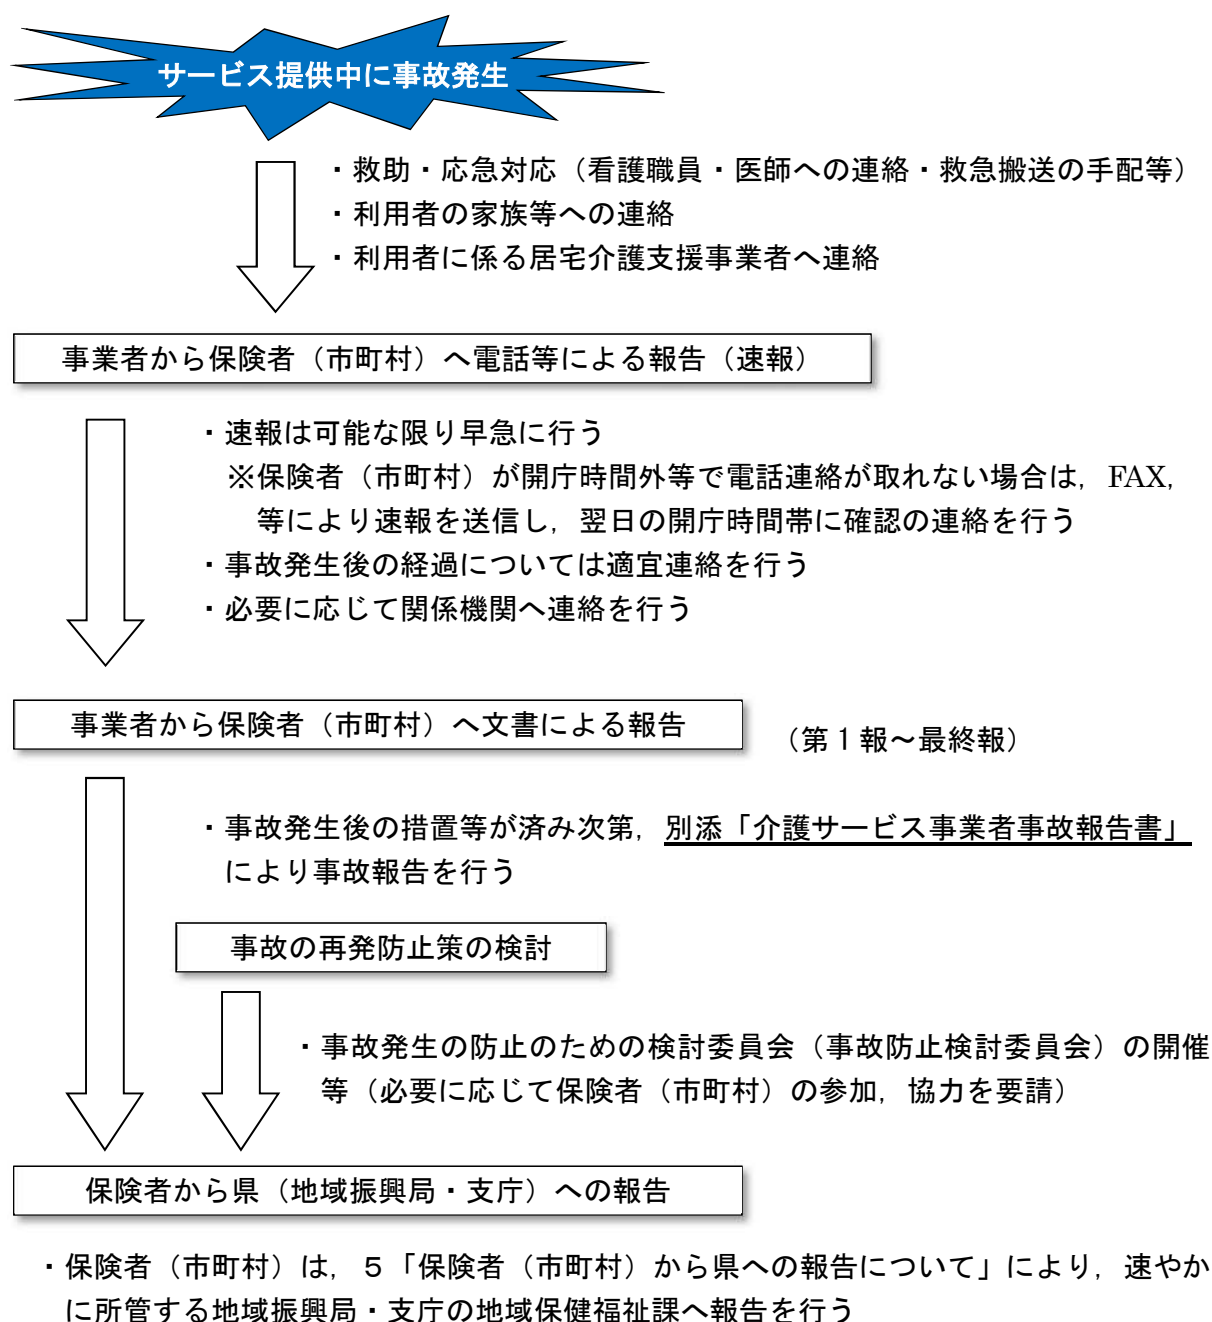 サービス提供中に事故発生
・救助・応急対応（看護職員・医師への連絡・救急搬送の手配等）
・利用者の家族等への連絡
・利用者に係る居宅介護支援事業者へ連絡
事業者から保険者（市町村）へ電話等による報告（速報）
・速報は可能な限り早急に行う
※保険者（市町村）が開庁時間外等で電話連絡が取れない場合は，FAX，
等により速報を送信し，翌日の開庁時間帯に確認の連絡を行う
・事故発生後の経過については適宜連絡を行う
・必要に応じて関係機関へ連絡を行う
事業者から保険者（市町村）へ文書による報告
（第１報～最終報）
・事故発生後の措置等が済み次第，別添「介護サービス事業者事故報告書」
により事故報告を行う
事故の再発防止策の検討
・事故発生の防止のための検討委員会（事故防止検討委員会）の開催
等（必要に応じて保険者（市町村）の参加，協力を要請）
保険者から県（地域振興局・支庁）への報告
・保険者（市町村）は，５「保険者（市町村）から県への報告について」により，速やか
に所管する地域振興局・支庁の地域保健福祉課へ報告を行う